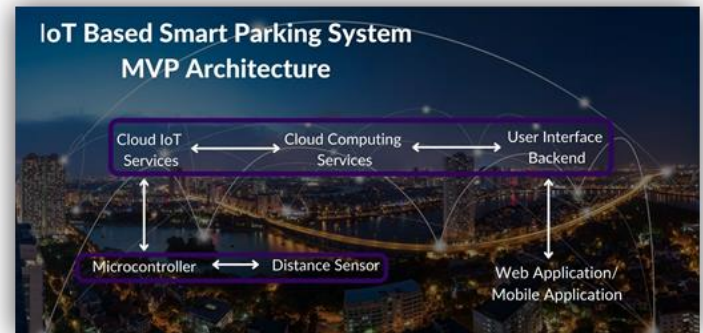 IoT Based Smart Parking System
MVP Architecture
Cloud IoT
Services
Cloud Computing
Services
User Interface
Backend
Microcontroller
Distance Sensor
Web Application/
Mobile Application